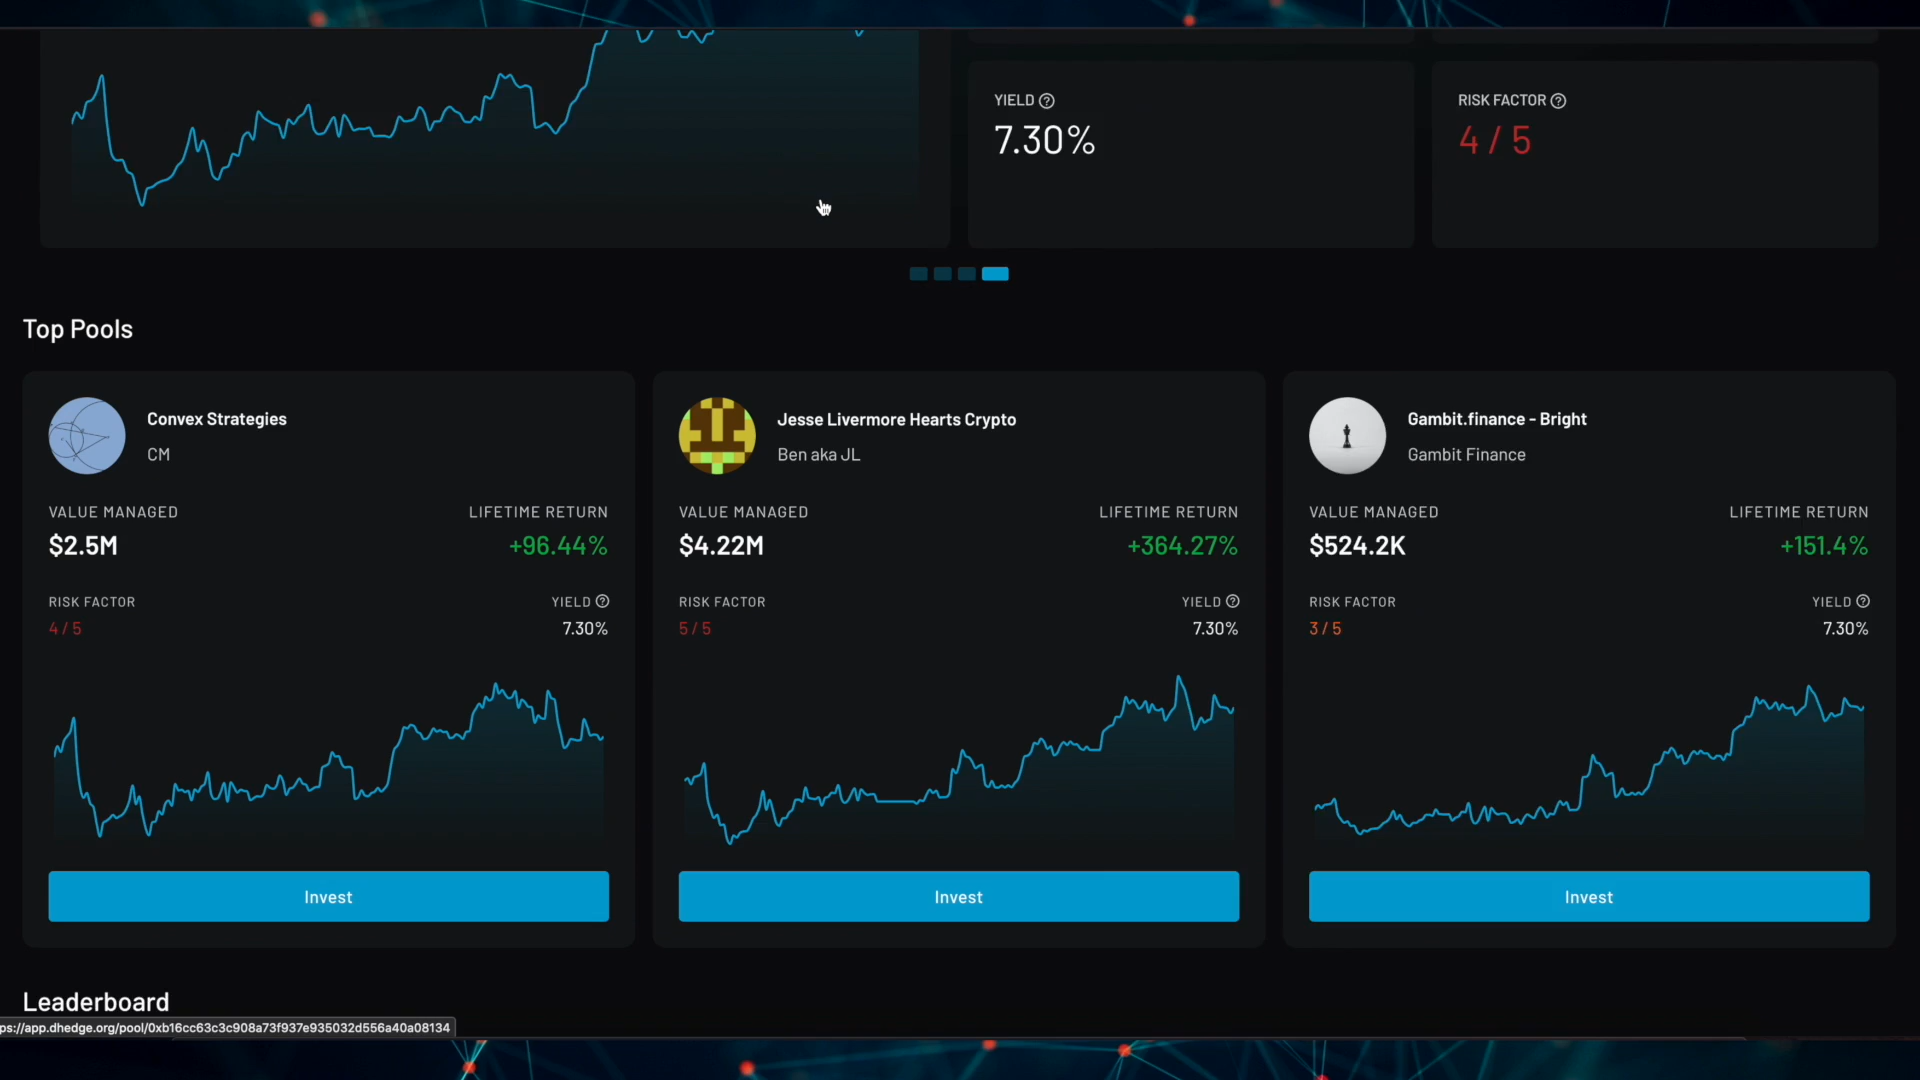 YIELD
7.30%
RISK FACTOR
4 / 5
Top Pools
Convex Strategies
CM
VALUE MANAGED
LIFETIME RETURN
$2.5M
+96.44%
RISK FACTOR
YIELD
4 / 5
7.30%
Invest
Jesse Livermore Hearts Crypto
Ben aka JL
VALUE MANAGED
LIFETIME RETURN
$4.22M
+364.27%
RISK FACTOR
YIELD
5 / 5
7.30%
Invest
Gambit.finance - Bright
Gambit Finance
VALUE MANAGED
LIFETIME RETURN
$524.2K
+151.4%
RISK FACTOR
YIELD
3 / 5
7.30%
Invest
Leaderboard
ps://app.dhedge.org/pool/0xb16cc63c3c908a73f937e935032d556a40a08134